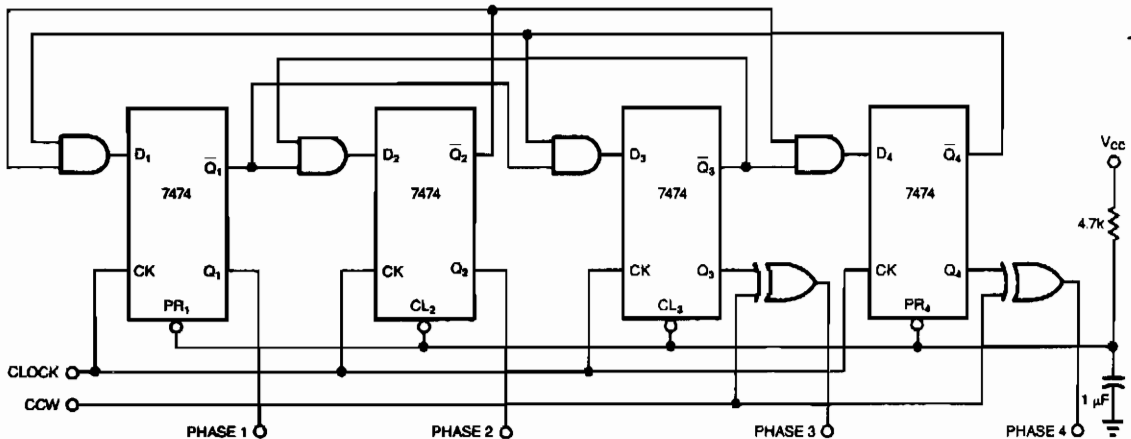 D₁
Q̅₁
7474
CK
Q₁
PR₁
D₂
Q̅₂
7474
CK
Q₂
CL₂
D₃
Q̅₃
7474
CK
Q₃
CL₃
D₄
Q̅₄
7474
CK
Q₄
PR₄
VCC
4.7k
1 µF
CLOCK
CCW
PHASE 1
PHASE 2
PHASE 3
PHASE 4